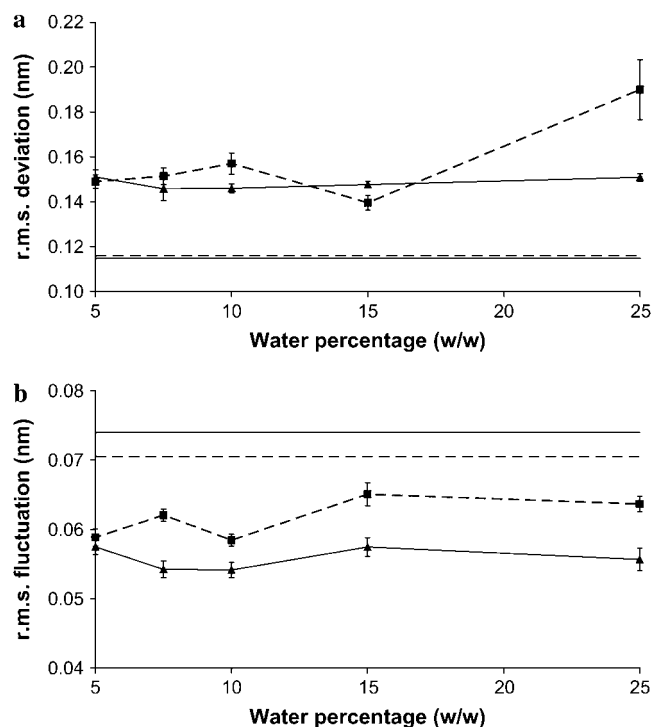 a
0.22
0.20
0.18
0.16
0.14
0.12
0.10
r.m.s. deviation (nm)
5 10 15 20 25
Water percentage (w/w)
b
0.08
0.07
0.06
0.05
0.04
r.m.s. fluctuation (nm)
5 10 15 20 25
Water percentage (w/w)